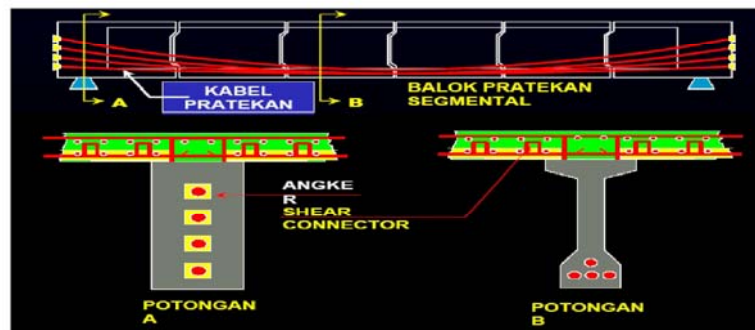 KABEL
PRATEKAN
A
B
BALOK PRATEKAN
SEGMENTAL
ANGKE
R
SHEAR
CONNECTOR
POTONGAN
A
POTONGAN
B